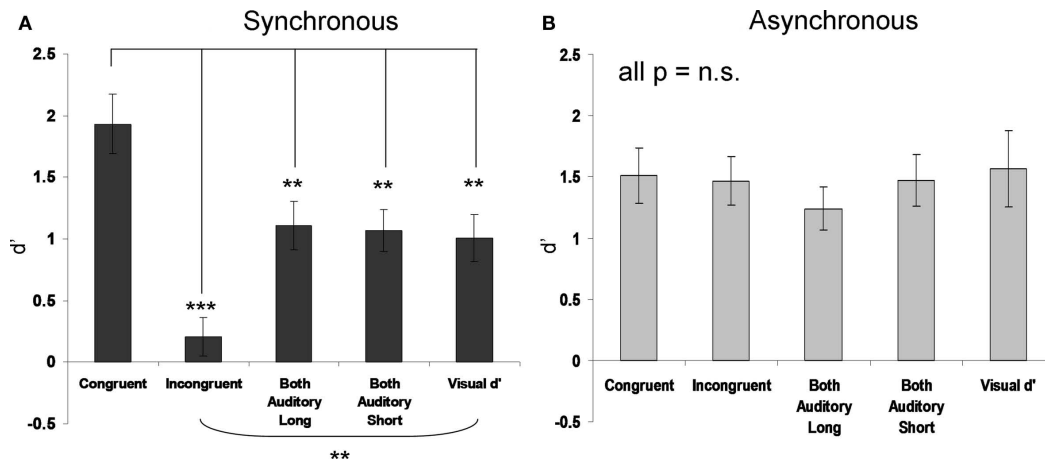 A
Synchronous
2.5
2
1.5
1
0.5
0
-0.5
d'
***
**
**
**
Congruent
Incongruent
Both
Auditory
Long
Both
Auditory
Short
Visual d'
**
B
Asynchronous
all p = n.s.
2.5
2
1.5
1
0.5
0
-0.5
d'
Congruent
Incongruent
Both
Auditory
Long
Both
Auditory
Short
Visual d'